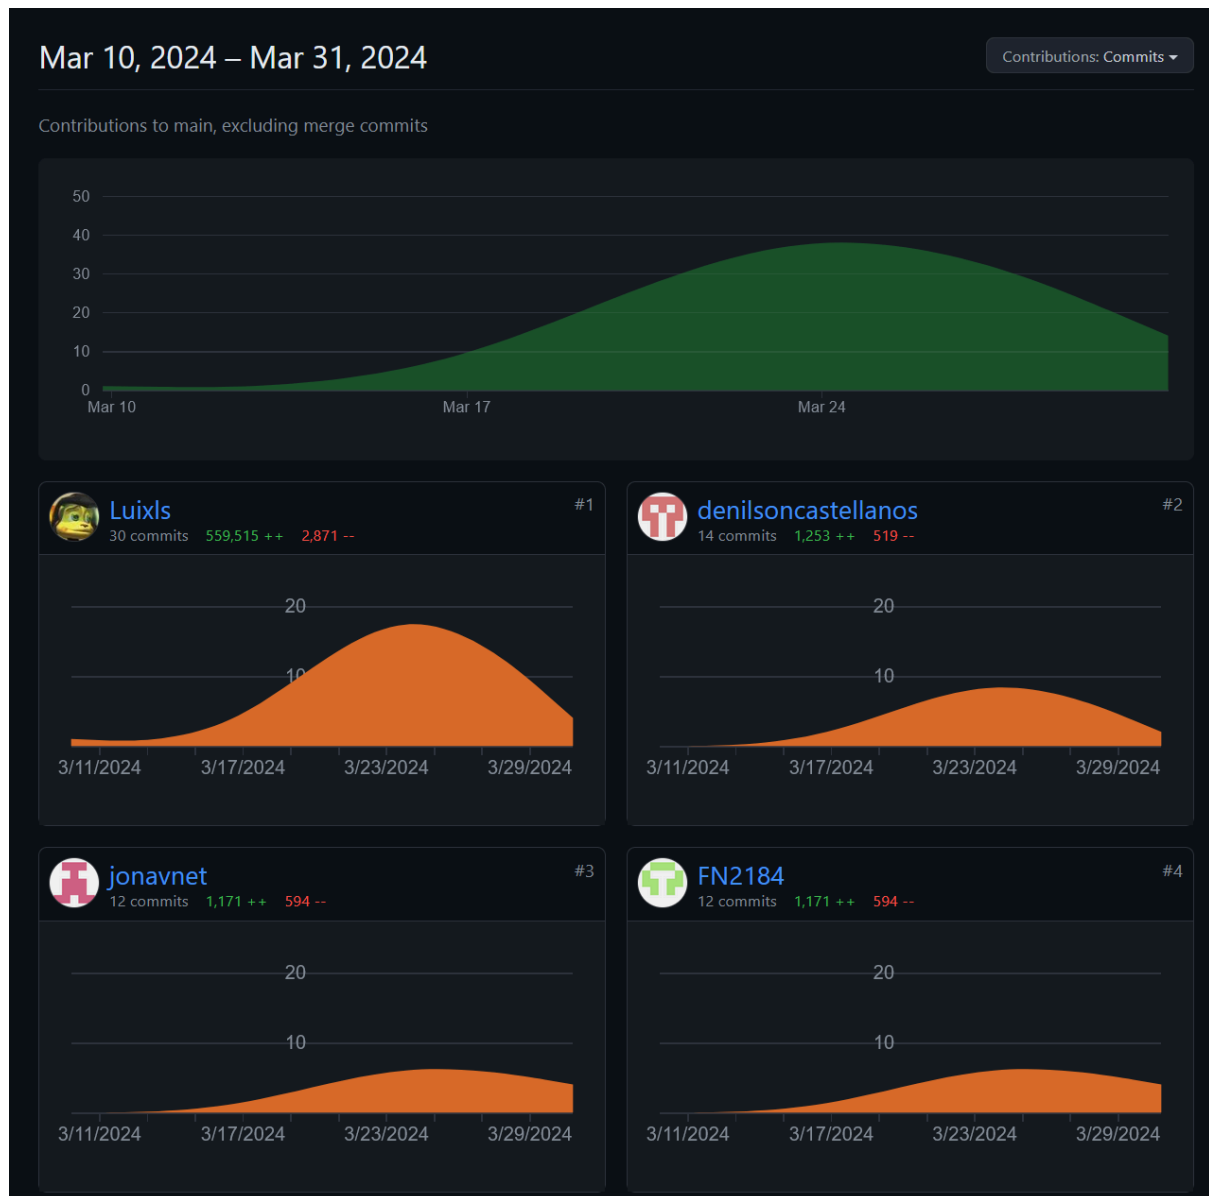 Mar 10, 2024 – Mar 31, 2024
Contributions: Commits
Contributions to main, excluding merge commits
50
40
30
20
10
0
Mar 10 Mar 17 Mar 24
Luixls
#1
30 commits 559,515 ++ 2,871 --
20
10
3/11/2024 3/17/2024 3/23/2024 3/29/2024
denilsoncastellanos
#2
14 commits 1,253 ++ 519 --
20
10
3/11/2024 3/17/2024 3/23/2024 3/29/2024
jonavnet
#3
12 commits 1,171 ++ 594 --
20
10
3/11/2024 3/17/2024 3/23/2024 3/29/2024
FN2184
#4
12 commits 1,171 ++ 594 --
20
10
3/11/2024 3/17/2024 3/23/2024 3/29/2024